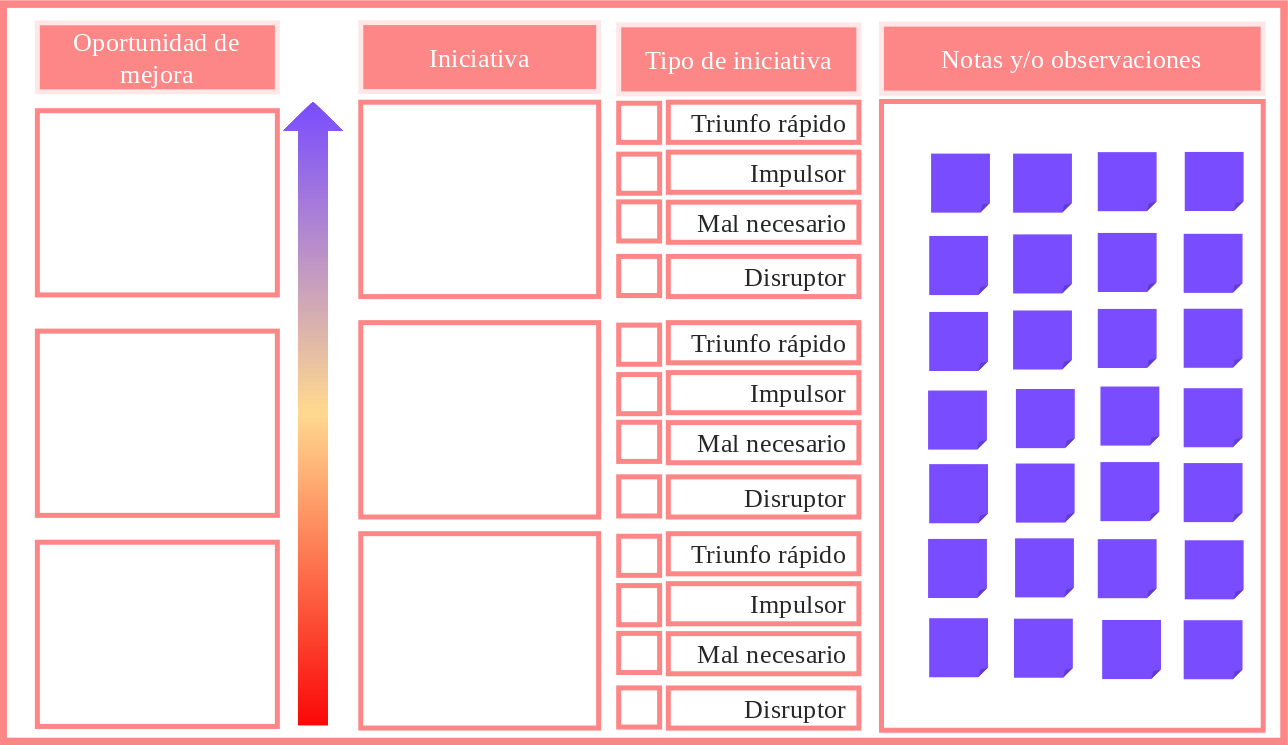 Oportunidad de
mejora
Iniciativa
Tipo de iniciativa
Notas y/o observaciones
Triunfo rápido
Impulsor
Mal necesario
Disruptor
Triunfo rápido
Impulsor
Mal necesario
Disruptor
Triunfo rápido
Impulsor
Mal necesario
Disruptor